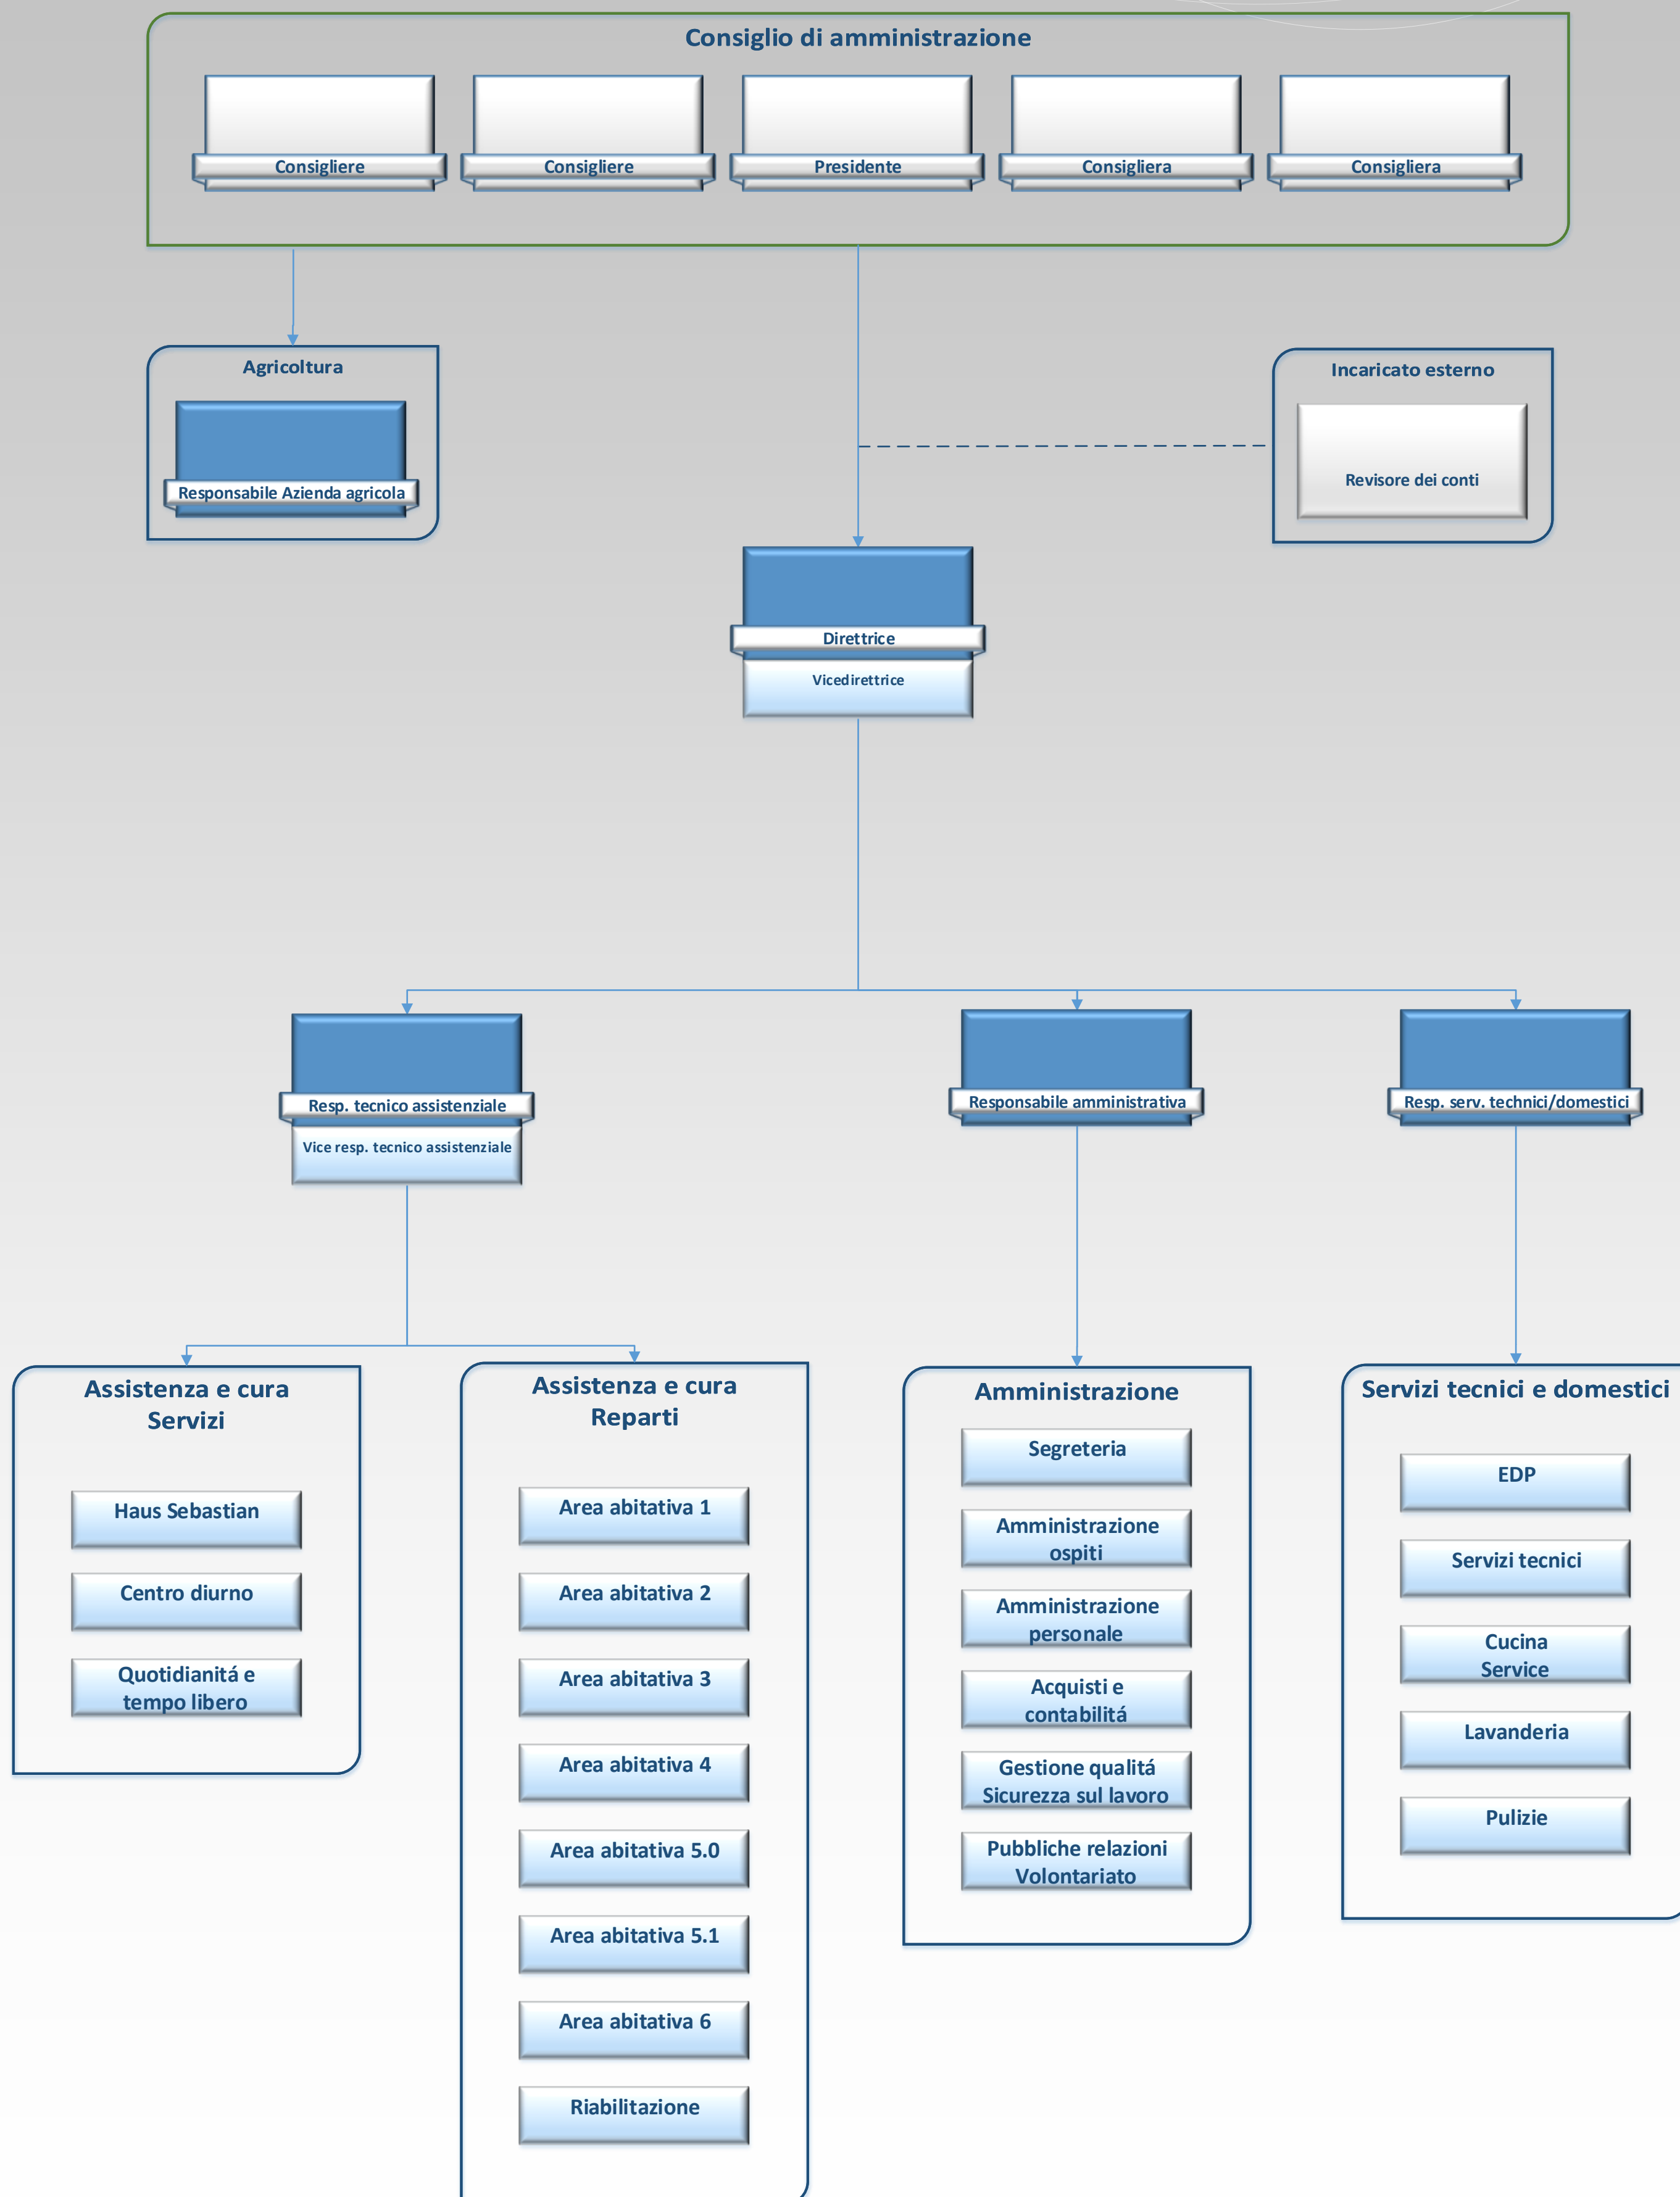 Consiglio di amministrazione
Consigliere
Consigliere
Presidente
Consigliera
Consigliera
Agricoltura
Responsabile Azienda agricola
Incaricato esterno
Revisore dei conti
Direttrice
Vicedirettrice
Resp. tecnico assistenziale
Vice resp. tecnico assistenziale
Responsabile amministrativa
Resp. serv. technici/domestici
Assistenza e cura
Servizi
Haus Sebastian
Centro diurno
Quotidianitá e
tempo libero
Assistenza e cura
Reparti
Area abitativa 1
Area abitativa 2
Area abitativa 3
Area abitativa 4
Area abitativa 5.0
Area abitativa 5.1
Area abitativa 6
Riabilitazione
Amministrazione
Segreteria
Amministrazione
ospiti
Amministrazione
personale
Acquisti e
contabilitá
Gestione qualitá
Sicurezza sul lavoro
Pubbliche relazioni
Volontariato
Servizi tecnici e domestici
EDP
Servizi tecnici
Cucina
Service
Lavanderia
Pulizie